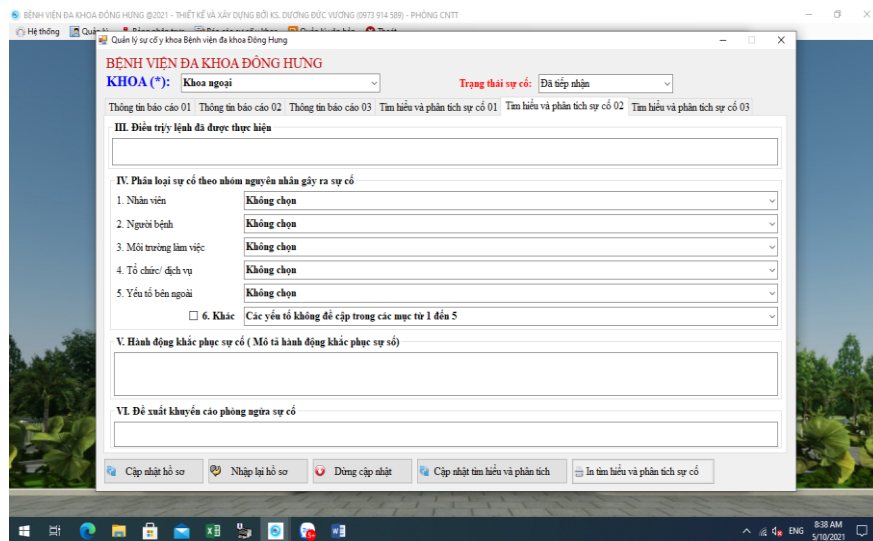 BỆNH VIỆN ĐA KHOA ĐÔNG HƯNG @2021 - THIẾT KẾ VÀ XÂY DỰNG BỞI KS. DƯƠNG ĐỨC VƯƠNG (0973 914 589) - PHÒNG CNTT
Hệ thống Quản lý
Quản lý sự cố y khoa Bệnh viện đa khoa Đông Hưng
BỆNH VIỆN ĐA KHOA ĐÔNG HƯNG
KHOA (*): Khoa ngoại Trạng thái sự cố: Đã tiếp nhận
Thông tin báo cáo 01 Thông tin báo cáo 02 Thông tin báo cáo 03 Tìm hiểu và phân tích sự cố 01 Tìm hiểu và phân tích sự cố 02 Tìm hiểu và phân tích sự cố 03
III. Điều trị/y lệnh đã được thực hiện
IV. Phân loại sự cố theo nhóm nguyên nhân gây ra sự cố
1. Nhân viên Không chọn
2. Người bệnh Không chọn
3. Môi trường làm việc Không chọn
4. Tổ chức/ dịch vụ Không chọn
5. Yếu tố bên ngoài Không chọn
6. Khác Các yếu tố không đề cập trong các mục từ 1 đến 5
V. Hành động khắc phục sự cố ( Mô tả hành động khắc phục sự số)
VI. Đề xuất khuyến cáo phòng ngừa sự cố
Cập nhật hồ sơ Nhập lại hồ sơ Dừng cập nhật Cập nhật tìm hiểu và phân tích In tìm hiểu và phân tích sự cố
ENG 8:38 AM
5/10/2021